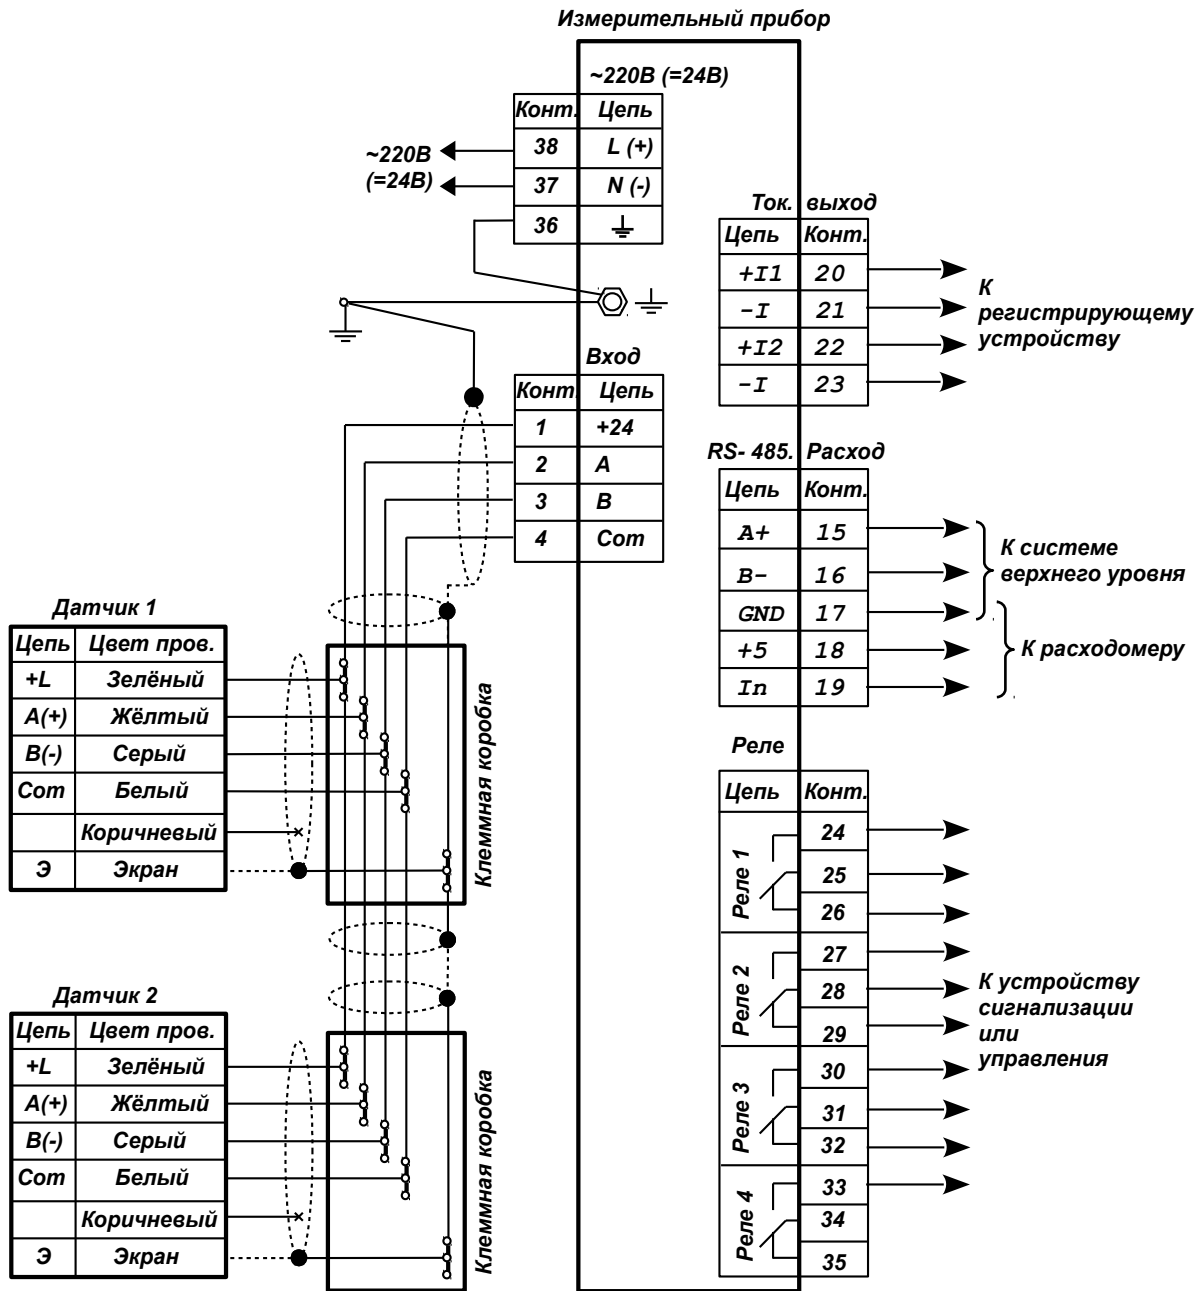 Измерительный прибор
~220В (=24В)
Конт. Цепь
38 L (+)
37 N (-)
36
~220В
(=24В)
Ток. выход
Цепь Конт.
+I1 20
-I 21
+I2 22
-I 23
К
регистрирующему
устройству
Вход
Конт. Цепь
1 +24
2 A
3 B
4 Com
RS- 485. Расход
Цепь Конт.
A+ 15
B- 16
GND 17
+5 18
In 19
К системе
верхнего уровня
К расходомеру
Датчик 1
Цепь Цвет пров.
+L Зелёный
A(+) Жёлтый
B(-) Серый
Com Белый
Коричневый
Э Экран
Клеммная коробка
Реле
Цепь Конт.
Реле 1
24
25
26
Реле 2
27
28
29
Реле 3
30
31
32
Реле 4
33
34
35
К устройству
сигнализации
или
управления
Датчик 2
Цепь Цвет пров.
+L Зелёный
A(+) Жёлтый
B(-) Серый
Com Белый
Коричневый
Э Экран
Клеммная коробка